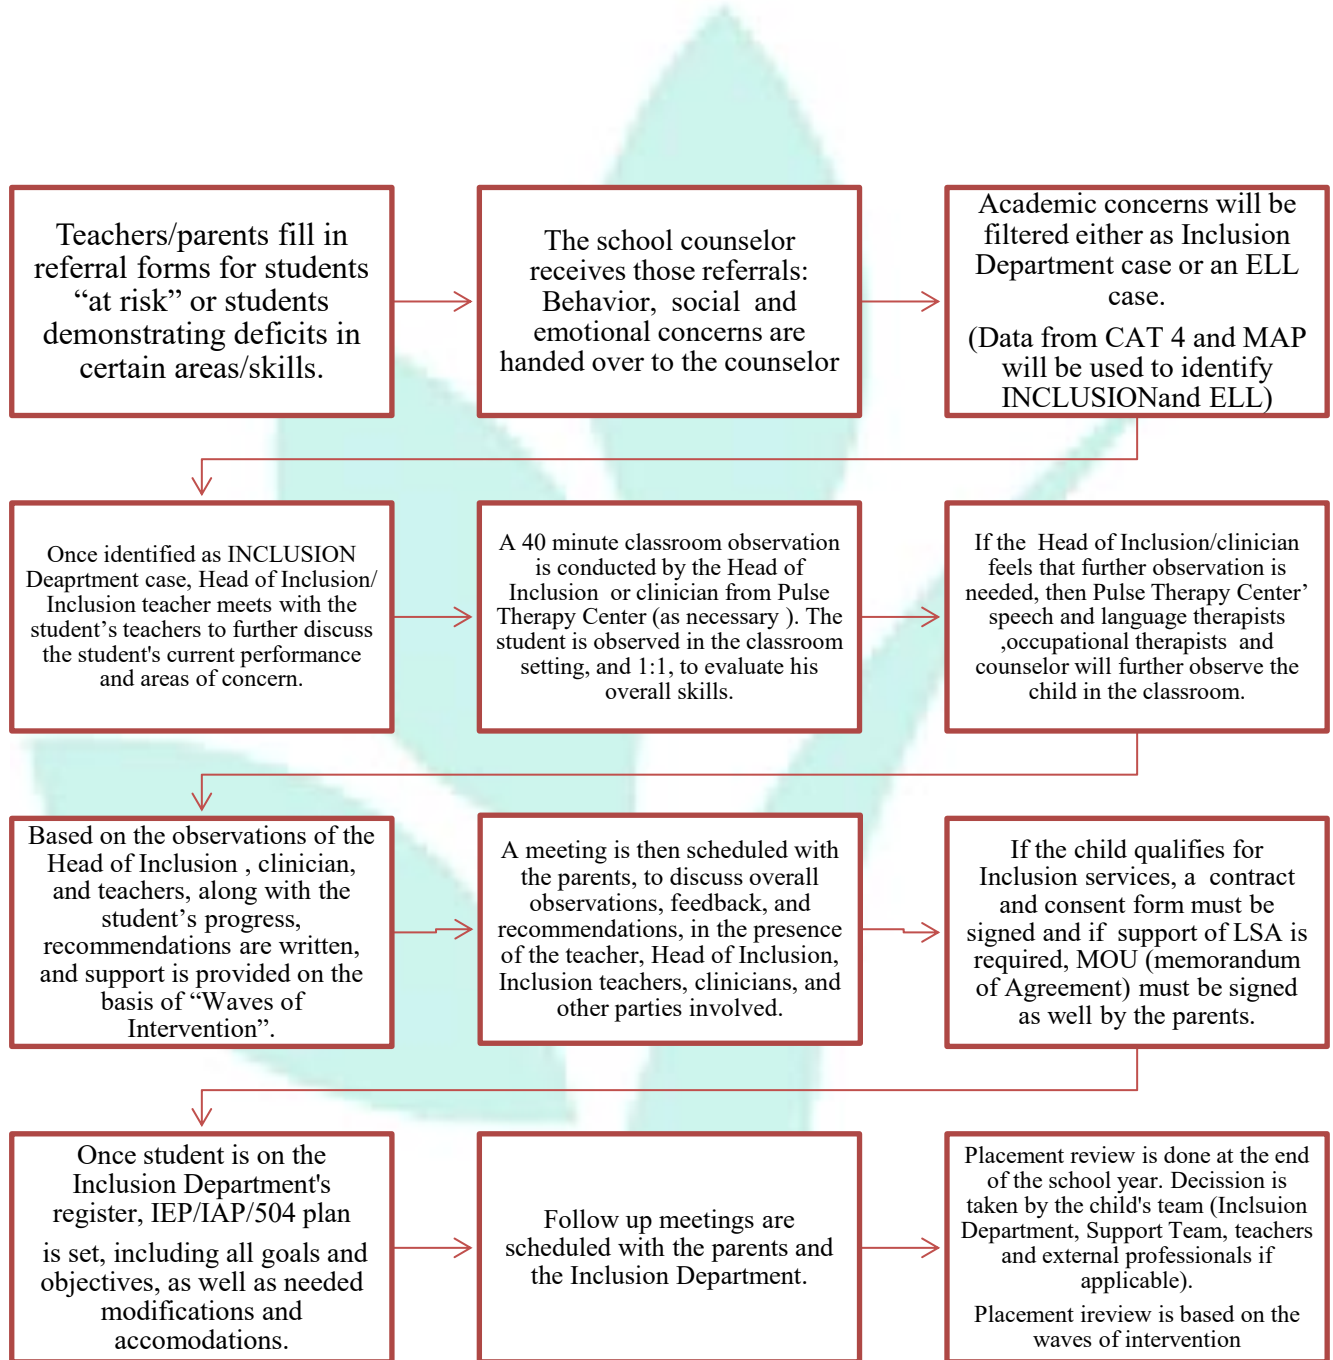 Teachers/parents fill in
referral forms for students
“at risk” or students
demonstrating deficits in
certain areas/skills.
The school counselor
receives those referrals:
Behavior, social and
emotional concerns are
handed over to the counselor
Academic concerns will be
filtered either as Inclusion
Department case or an ELL
case.
(Data from CAT 4 and MAP
will be used to identify
INCLUSIONand ELL)
Once identified as INCLUSION
Deaprtment case, Head of Inclusion/
Inclusion teacher meets with the
student’s teachers to further discuss
the student's current performance
and areas of concern.
A 40 minute classroom observation
is conducted by the Head of
Inclusion or clinician from Pulse
Therapy Center (as necessary ). The
student is observed in the classroom
setting, and 1:1, to evaluate his
overall skills.
If the Head of Inclusion/clinician
feels that further observation is
needed, then Pulse Therapy Center’
speech and language therapists
,occupational therapists and
counselor will further observe the
child in the classroom.
Based on the observations of the
Head of Inclusion , clinician,
and teachers, along with the
student’s progress,
recommendations are written,
and support is provided on the
basis of “Waves of
Intervention”.
A meeting is then scheduled with
the parents, to discuss overall
observations, feedback, and
recommendations, in the presence
of the teacher, Head of Inclusion,
Inclusion teachers, clinicians, and
other parties involved.
If the child qualifies for
Inclusion services, a contract
and consent form must be
signed and if support of LSA is
required, MOU (memorandum
of Agreement) must be signed
as well by the parents.
Once student is on the
Inclusion Department's
register, IEP/IAP/504 plan
is set, including all goals and
objectives, as well as needed
modifications and
accomodations.
Follow up meetings are
scheduled with the parents and
the Inclusion Department.
Placement review is done at the end
of the school year. Decission is
taken by the child's team (Inclsuion
Department, Support Team, teachers
and external professionals if
applicable).
Placement ireview is based on the
waves of intervention